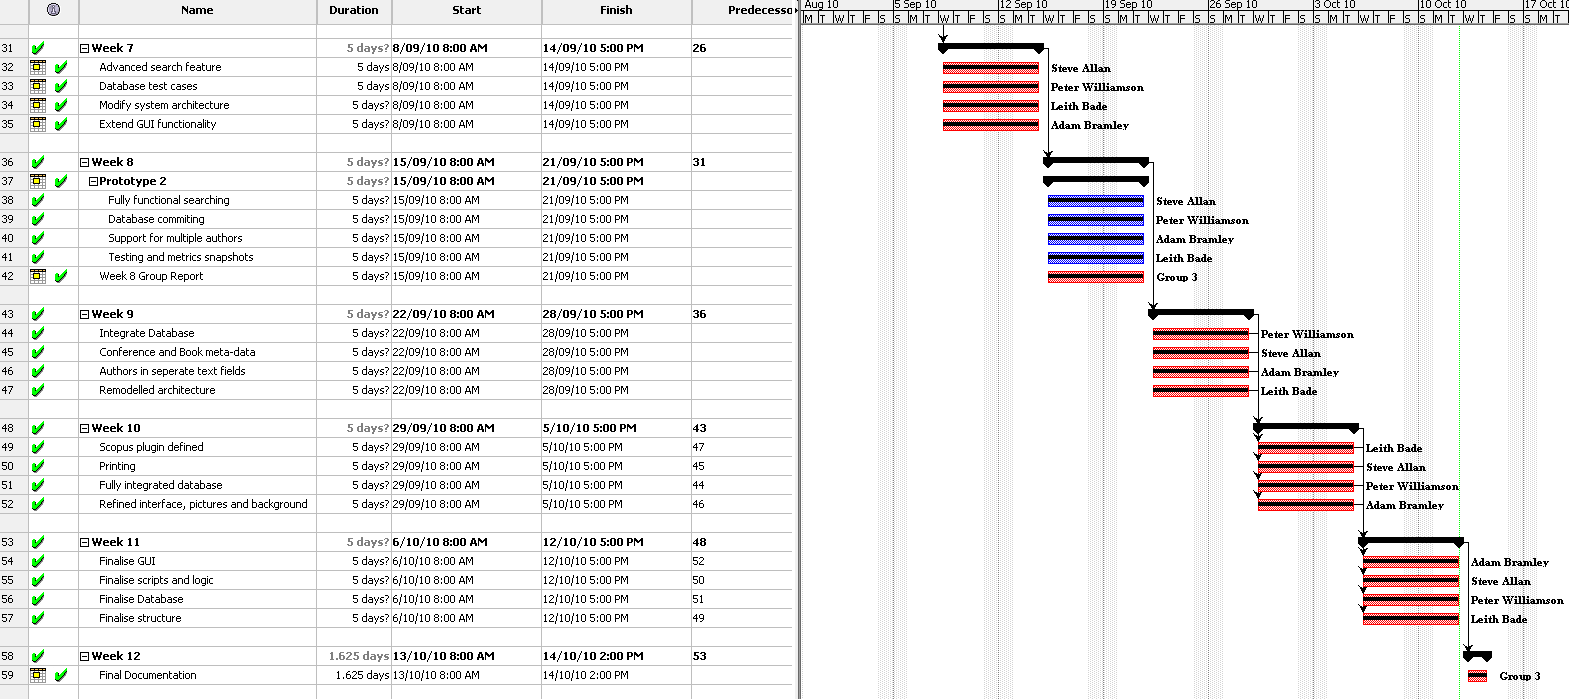 Name Duration Start Finish Predecesso
Aug 10 5 Sep 10 12 Sep 10 19 Sep 10 26 Sep 10 3 Oct 10 10 Oct 10 17 Oct 10
M T W T F S S M T W T F S S M T W T F S S M T W T F S S M T W T F S S M T W T F S S M T W T F S S M T
31 Week 7 5 days? 8/09/10 8:00 AM 14/09/10 5:00 PM 26
32 Advanced search feature 5 days 8/09/10 8:00 AM 14/09/10 5:00 PM Steve Allan
33 Database test cases 5 days 8/09/10 8:00 AM 14/09/10 5:00 PM Peter Williamson
34 Modify system architecture 5 days? 8/09/10 8:00 AM 14/09/10 5:00 PM Leith Bade
35 Extend GUI functionality 5 days? 8/09/10 8:00 AM 14/09/10 5:00 PM Adam Bramley
36 Week 8 5 days? 15/09/10 8:00 AM 21/09/10 5:00 PM 31
37 Prototype 2 5 days? 15/09/10 8:00 AM 21/09/10 5:00 PM
38 Fully functional searching 5 days? 15/09/10 8:00 AM 21/09/10 5:00 PM Steve Allan
39 Database commiting 5 days? 15/09/10 8:00 AM 21/09/10 5:00 PM Peter Williamson
40 Support for multiple authors 5 days? 15/09/10 8:00 AM 21/09/10 5:00 PM Adam Bramley
41 Testing and metrics snapshots 5 days? 15/09/10 8:00 AM 21/09/10 5:00 PM Leith Bade
42 Week 8 Group Report 5 days? 15/09/10 8:00 AM 21/09/10 5:00 PM Group 3
43 Week 9 5 days? 22/09/10 8:00 AM 28/09/10 5:00 PM 36
44 Integrate Database 5 days? 22/09/10 8:00 AM 28/09/10 5:00 PM Peter Williamson
45 Conference and Book meta-data 5 days? 22/09/10 8:00 AM 28/09/10 5:00 PM Steve Allan
46 Authors in seperate text fields 5 days? 22/09/10 8:00 AM 28/09/10 5:00 PM Adam Bramley
47 Remodelled architecture 5 days? 22/09/10 8:00 AM 28/09/10 5:00 PM Leith Bade
48 Week 10 5 days? 29/09/10 8:00 AM 5/10/10 5:00 PM 43
49 Scopus plugin defined 5 days? 29/09/10 8:00 AM 5/10/10 5:00 PM 47 Leith Bade
50 Printing 5 days? 29/09/10 8:00 AM 5/10/10 5:00 PM 45 Steve Allan
51 Fully integrated database 5 days? 29/09/10 8:00 AM 5/10/10 5:00 PM 44 Peter Williamson
52 Refined interface, pictures and background 5 days? 29/09/10 8:00 AM 5/10/10 5:00 PM 46 Adam Bramley
53 Week 11 5 days? 6/10/10 8:00 AM 12/10/10 5:00 PM 48
54 Finalise GUI 5 days? 6/10/10 8:00 AM 12/10/10 5:00 PM 52 Adam Bramley
55 Finalise scripts and logic 5 days? 6/10/10 8:00 AM 12/10/10 5:00 PM 50 Steve Allan
56 Finalise Database 5 days? 6/10/10 8:00 AM 12/10/10 5:00 PM 51 Peter Williamson
57 Finalise structure 5 days? 6/10/10 8:00 AM 12/10/10 5:00 PM 49 Leith Bade
58 Week 12 1.625 days 13/10/10 8:00 AM 14/10/10 2:00 PM 53
59 Final Documentation 1.625 days 13/10/10 8:00 AM 14/10/10 2:00 PM Group 3